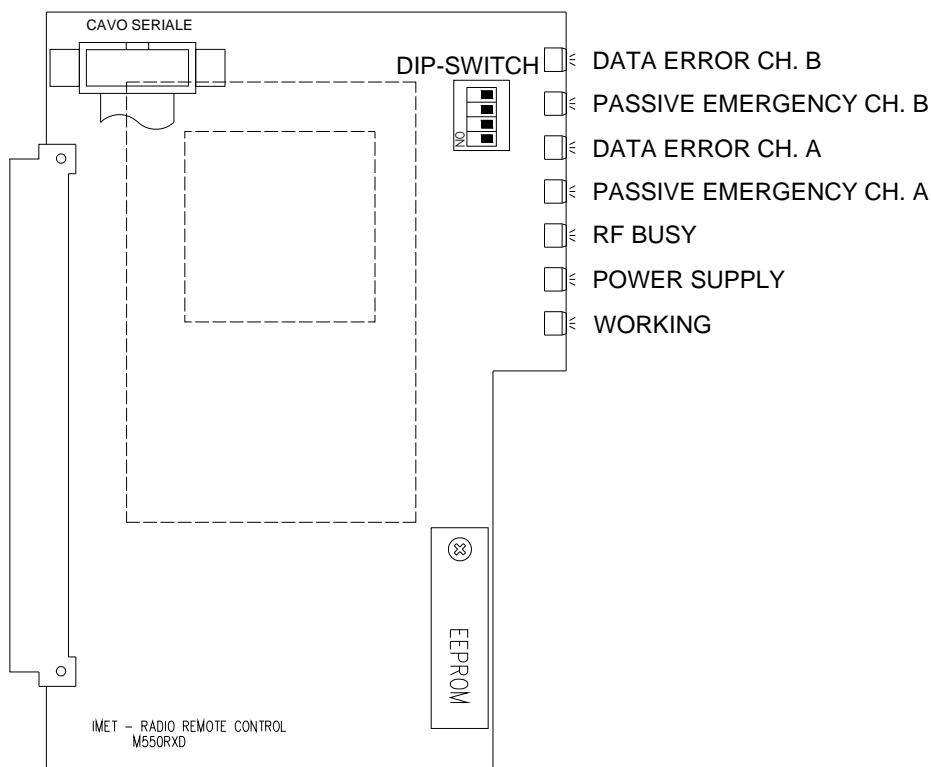 CAVO SERIALE
DIP-SWITCH
ON
DATA ERROR CH. B
PASSIVE EMERGENCY CH. B
DATA ERROR CH. A
PASSIVE EMERGENCY CH. A
RF BUSY
POWER SUPPLY
WORKING
EEPROM
IMET - RADIO REMOTE CONTROL
M550RXD